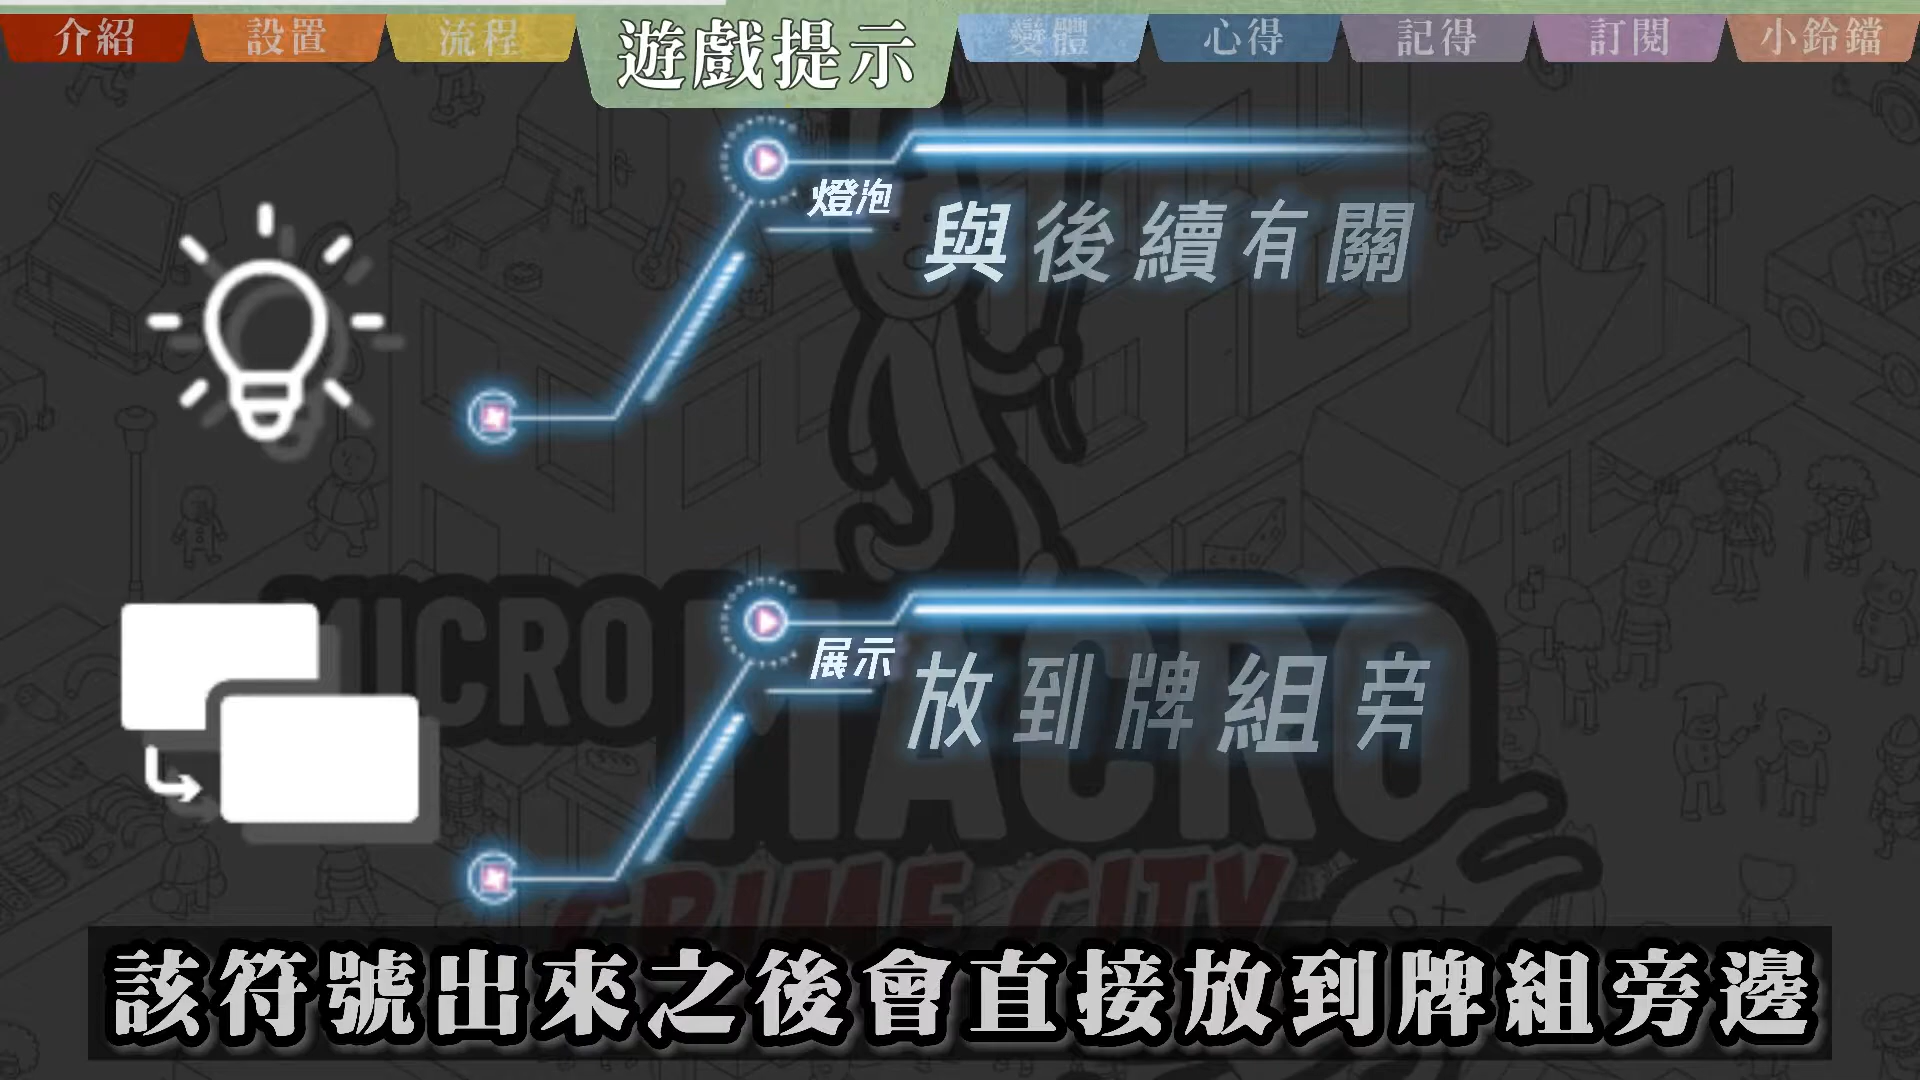 介紹
設置
流程
遊戲提示
變體
心得
記得
訂閱
小鈴鐺
燈泡
與後續有關
MICRO MACRO
展示
放到牌組旁
CRIME CITY
該符號出來之後會直接放到牌組旁邊